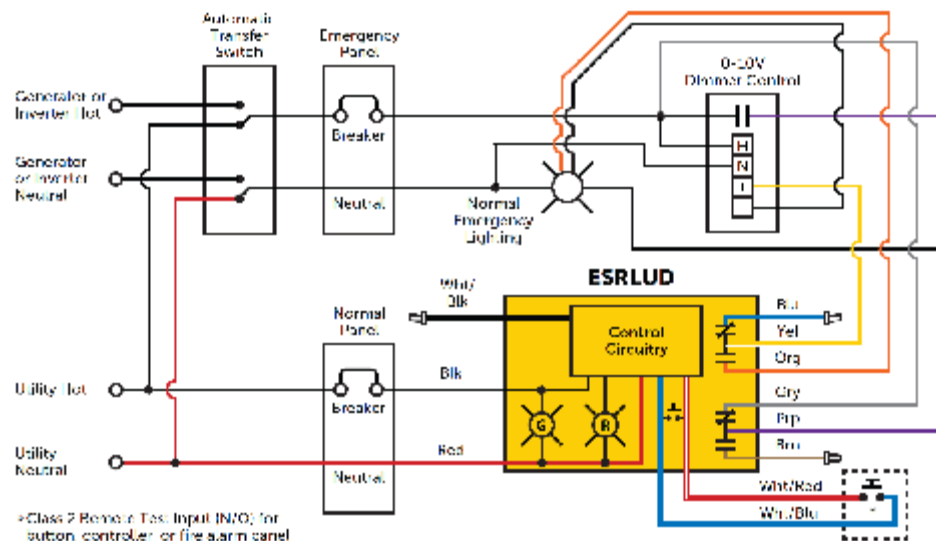 Automatic
Transfer
Switch
Emergency
Panel
0-10V
Dimmer Control
Generator or
Inverter Hot
Breaker
H
N
Generator
or Inverter
Neutral
Neutral
Normal
Emergency
Lighting
ESRLUD
Wht/
Blk
Normal
Panel
Control
Circuitry
Blu
Yel
Org
Utility Hot
Blk
Breaker
G
R
Gry
Prp
Brn
Utility
Neutral
Red
Neutral
Wht/Red
Wht/Blu
*Class 2 Remote Test Input (N/O) for
button, controller, or fire alarm panel